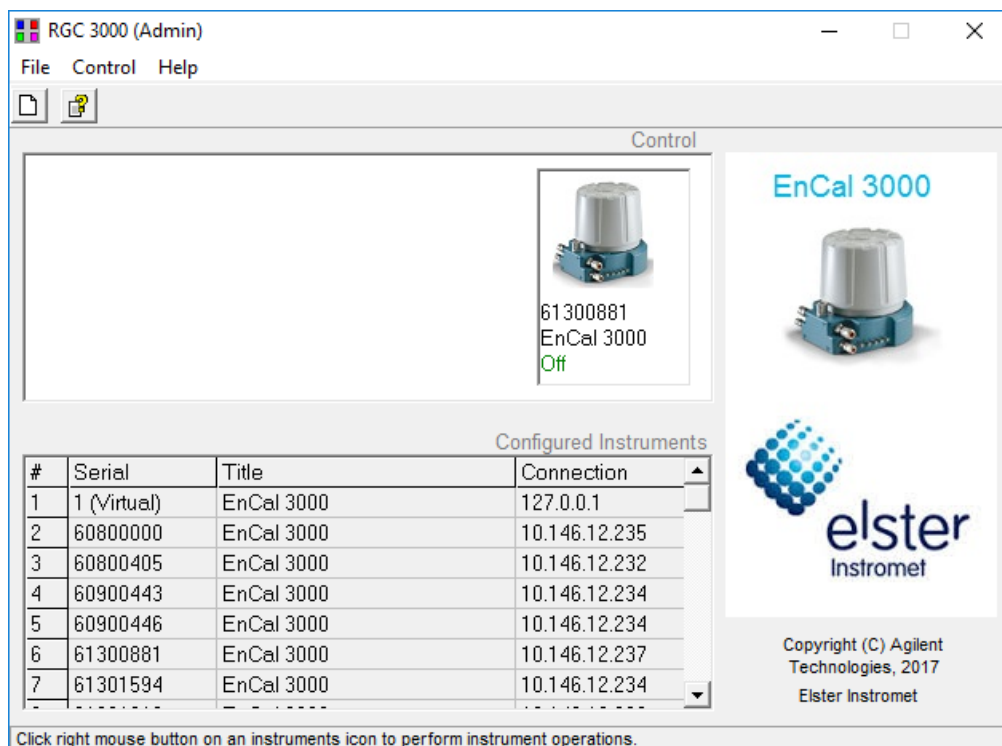 RGC 3000 (Admin)
File Control Help
Control
61300881
EnCal 3000
Off
EnCal 3000
elster
Instromet
Configured Instruments
# Serial Title Connection
1 1 (Virtual) EnCal 3000 127.0.0.1
2 60800000 EnCal 3000 10.146.12.235
3 60800405 EnCal 3000 10.146.12.232
4 60900443 EnCal 3000 10.146.12.234
5 60900446 EnCal 3000 10.146.12.234
6 61300881 EnCal 3000 10.146.12.237
7 61301594 EnCal 3000 10.146.12.234
Copyright (C) Agilent
Technologies, 2017
Elster Instromet
Click right mouse button on an instruments icon to perform instrument operations.